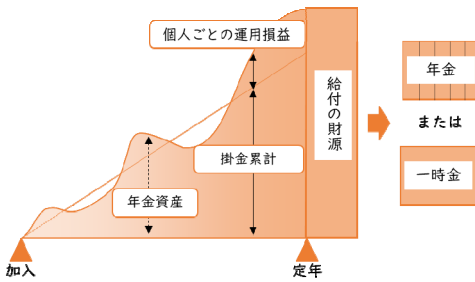 個人ごとの運用損益
年金
給付の財源
または
掛金累計
一時金
年金資産
加入
定年